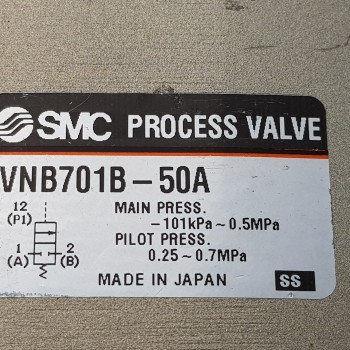 SMC PROCESS VALVE
VNB701B-50A
12
(P1)
MAIN PRESS.
-101kPa~0.5MPa
PILOT PRESS.
0.25~0.7MPa
1 2
(A) (B)
MADE IN JAPAN SS